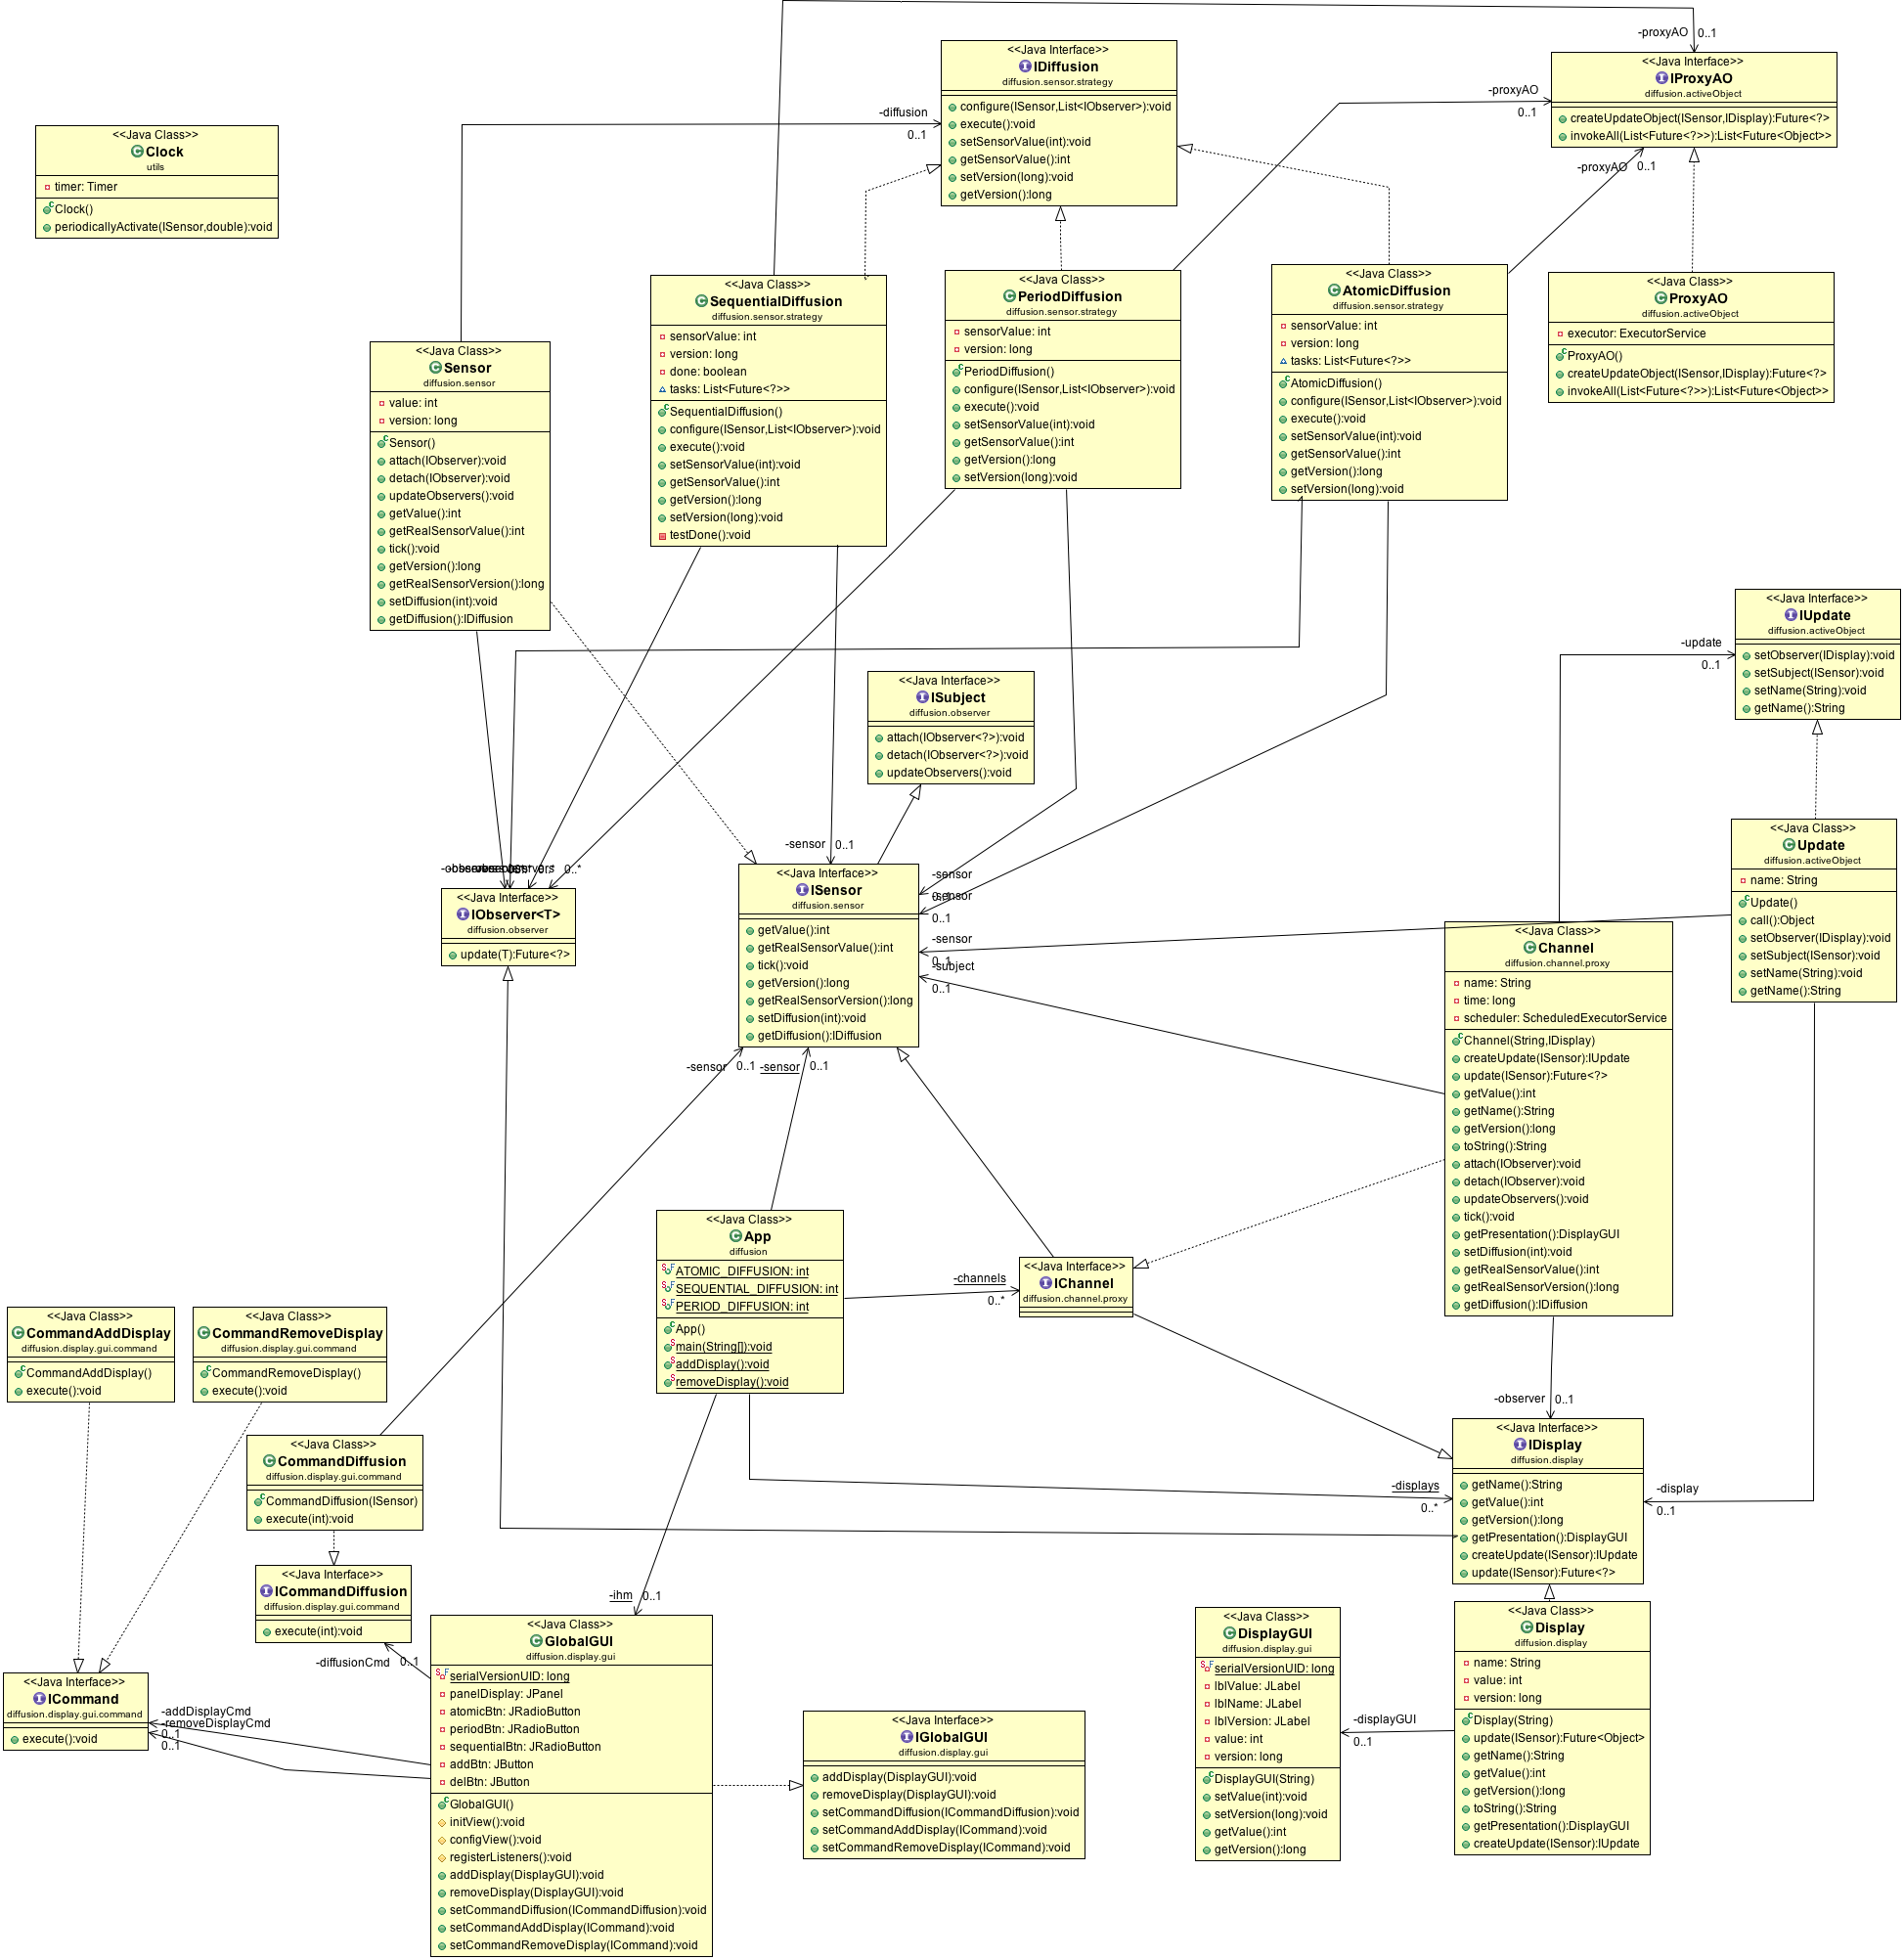 -proxyAO 0..1
<<Java Interface>>
IDiffusion
diffusion.sensor.strategy
configure(ISensor,List<IObserver>):void
execute():void
setSensorValue(int):void
getSensorValue():int
setVersion(long):void
getVersion():long
<<Java Interface>>
IProxyAO
diffusion.activeObject
createUpdateObject(ISensor,IDisplay):Future<?>
invokeAll(List<Future<?>>):List<Future<Object>>
-proxyAO
0..1
-diffusion
0..1
-proxyAO 0..1
<<Java Class>>
Clock
utils
timer: Timer
Clock()
periodicallyActivate(ISensor,double):void
<<Java Class>>
SequentialDiffusion
diffusion.sensor.strategy
sensorValue: int
version: long
done: boolean
tasks: List<Future<?>>
SequentialDiffusion()
configure(ISensor,List<IObserver>):void
execute():void
setSensorValue(int):void
getSensorValue():int
getVersion():long
setVersion(long):void
testDone():void
<<Java Class>>
PeriodDiffusion
diffusion.sensor.strategy
sensorValue: int
version: long
PeriodDiffusion()
configure(ISensor,List<IObserver>):void
execute():void
setSensorValue(int):void
getSensorValue():int
getVersion():long
setVersion(long):void
<<Java Class>>
AtomicDiffusion
diffusion.sensor.strategy
sensorValue: int
version: long
tasks: List<Future<?>>
AtomicDiffusion()
configure(ISensor,List<IObserver>):void
execute():void
setSensorValue(int):void
getSensorValue():int
getVersion():long
setVersion(long):void
<<Java Class>>
ProxyAO
diffusion.activeObject
executor: ExecutorService
ProxyAO()
createUpdateObject(ISensor,IDisplay):Future<?>
invokeAll(List<Future<?>>):List<Future<Object>>
<<Java Class>>
Sensor
diffusion.sensor
value: int
version: long
Sensor()
attach(IObserver):void
detach(IObserver):void
updateObservers():void
getValue():int
getRealSensorValue():int
tick():void
getVersion():long
getRealSensorVersion():long
setDiffusion(int):void
getDiffusion():IDiffusion
<<Java Interface>>
IUpdate
diffusion.activeObject
setObserver(IDisplay):void
setSubject(ISensor):void
setName(String):void
getName():String
-update
0..1
<<Java Interface>>
ISubject
diffusion.observer
attach(IObserver<?>):void
detach(IObserver<?>):void
updateObservers():void
0..*
<<Java Interface>>
IObserver<T>
diffusion.observer
update(T):Future<?>
-sensor 0..1
<<Java Interface>>
ISensor
diffusion.sensor
getValue():int
getRealSensorValue():int
tick():void
getVersion():long
getRealSensorVersion():long
setDiffusion(int):void
getDiffusion():IDiffusion
-sensor
0..1
-sensor
0..1
-sensor
0..1
-subject
0..1
<<Java Class>>
Update
diffusion.activeObject
name: String
Update()
call():Object
setObserver(IDisplay):void
setSubject(ISensor):void
setName(String):void
getName():String
<<Java Class>>
Channel
diffusion.channel.proxy
name: String
time: long
scheduler: ScheduledExecutorService
Channel(String,IDisplay)
createUpdate(ISensor):IUpdate
update(ISensor):Future<?>
getValue():int
getName():String
getVersion():long
toString():String
attach(IObserver):void
detach(IObserver):void
updateObservers():void
tick():void
getPresentation():DisplayGUI
setDiffusion(int):void
getRealSensorValue():int
getRealSensorVersion():long
getDiffusion():IDiffusion
-sensor 0..1
-sensor 0..1
<<Java Class>>
App
diffusion
ATOMIC_DIFFUSION: int
SEQUENTIAL_DIFFUSION: int
PERIOD_DIFFUSION: int
App()
main(String[]):void
addDisplay():void
removeDisplay():void
-channels
0..*
<<Java Interface>>
IChannel
diffusion.channel.proxy
<<Java Class>>
CommandAddDisplay
diffusion.display.gui.command
CommandAddDisplay()
execute():void
<<Java Class>>
CommandRemoveDisplay
diffusion.display.gui.command
CommandRemoveDisplay()
execute():void
<<Java Class>>
CommandDiffusion
diffusion.display.gui.command
CommandDiffusion(ISensor)
execute(int):void
-observer 0..1
<<Java Interface>>
IDisplay
diffusion.display
getName():String
getValue():int
getVersion():long
getPresentation():DisplayGUI
createUpdate(ISensor):IUpdate
update(ISensor):Future<?>
-displays
0..*
-display
0..1
<<Java Interface>>
ICommandDiffusion
diffusion.display.gui.command
execute(int):void
-diffusionCmd 0..1
-ihm 0..1
<<Java Interface>>
ICommand
diffusion.display.gui.command
execute():void
-addDisplayCmd
-removeDisplayCmd
0..1
0..1
<<Java Class>>
GlobalGUI
diffusion.display.gui
serialVersionUID: long
panelDisplay: JPanel
atomicBtn: JRadioButton
periodBtn: JRadioButton
sequentialBtn: JRadioButton
addBtn: JButton
delBtn: JButton
GlobalGUI()
initView():void
configView():void
registerListeners():void
addDisplay(DisplayGUI):void
removeDisplay(DisplayGUI):void
setCommandDiffusion(ICommandDiffusion):void
setCommandAddDisplay(ICommand):void
setCommandRemoveDisplay(ICommand):void
<<Java Interface>>
IGlobalGUI
diffusion.display.gui
addDisplay(DisplayGUI):void
removeDisplay(DisplayGUI):void
setCommandDiffusion(ICommandDiffusion):void
setCommandAddDisplay(ICommand):void
setCommandRemoveDisplay(ICommand):void
<<Java Class>>
DisplayGUI
diffusion.display.gui
serialVersionUID: long
lblValue: JLabel
lblName: JLabel
lblVersion: JLabel
value: int
version: long
DisplayGUI(String)
setValue(int):void
setVersion(long):void
getValue():int
getVersion():long
-displayGUI
0..1
<<Java Class>>
Display
diffusion.display
name: String
value: int
version: long
Display(String)
update(ISensor):Future<Object>
getName():String
getValue():int
getVersion():long
toString():String
getPresentation():DisplayGUI
createUpdate(ISensor):IUpdate